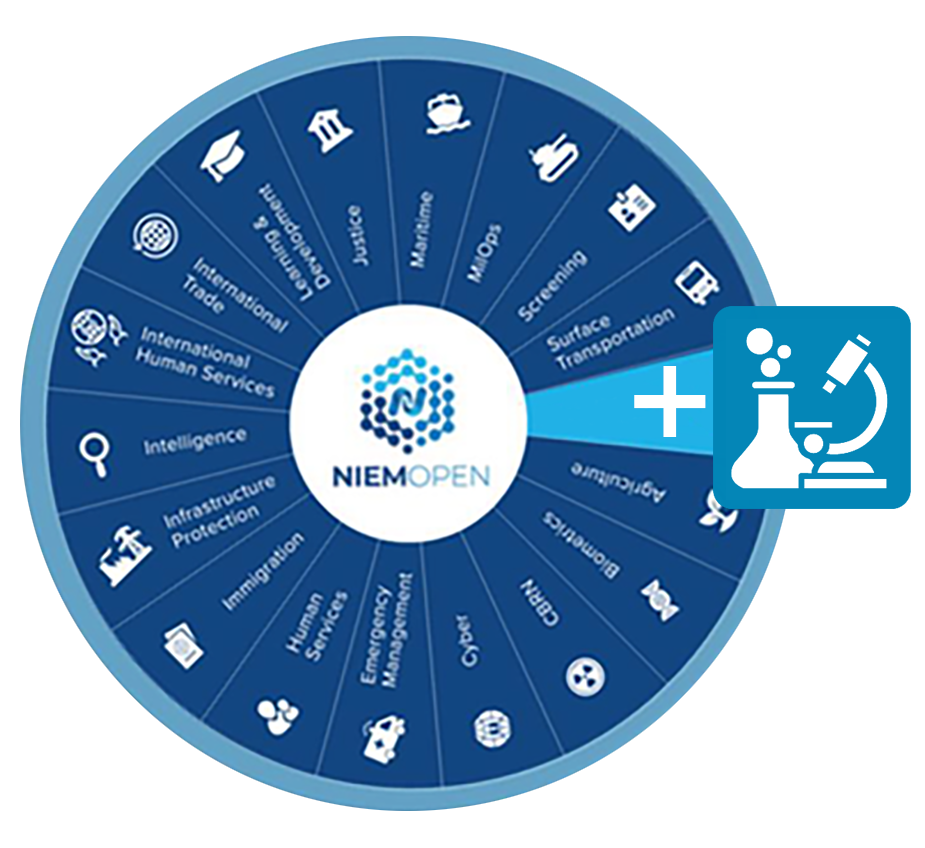 Maritime
MilOps
Screening
Surface
Transportation
+
Agriculture
Biometrics
CBRN
Cyber
Emergency
Management
Human
Services
Immigration
Infrastructure
Protection
Intelligence
International
Human Services
International
Trade
Learning &
Development
Justice
N
NIEMOPEN